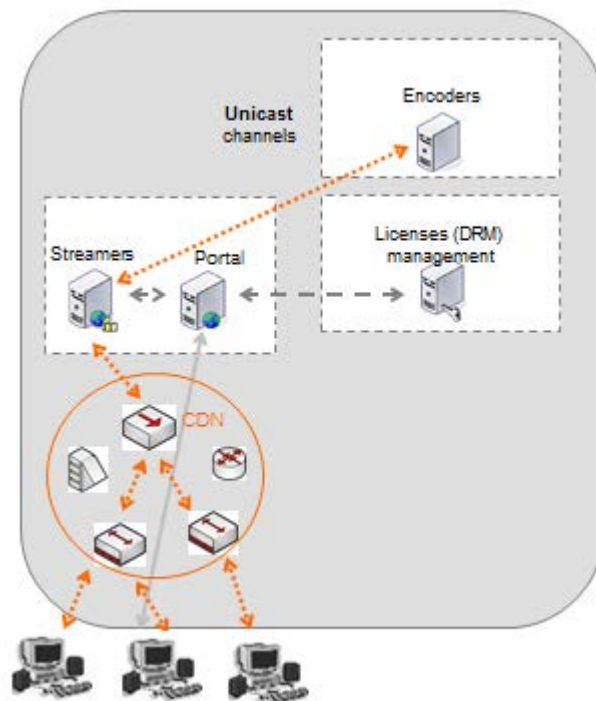 Encoders
Unicast
channels
Licenses (DRM)
management
Streamers
Portal
CDN